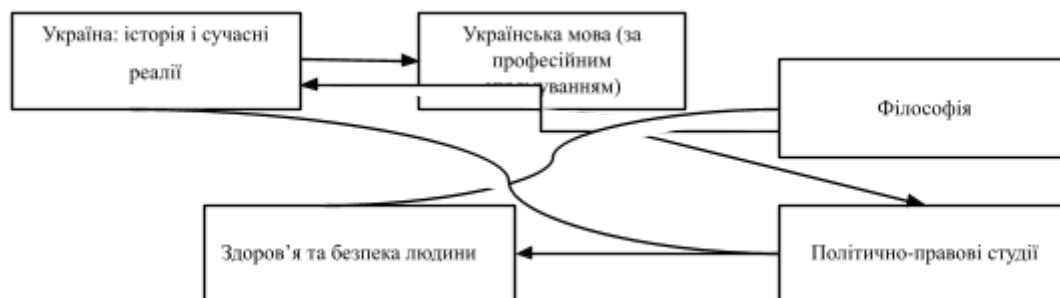 Україна: історія і сучасні
реалії
Українська мова (за
професійним
Філософія
Здоров’я та безпека людини
Політично-правові студії